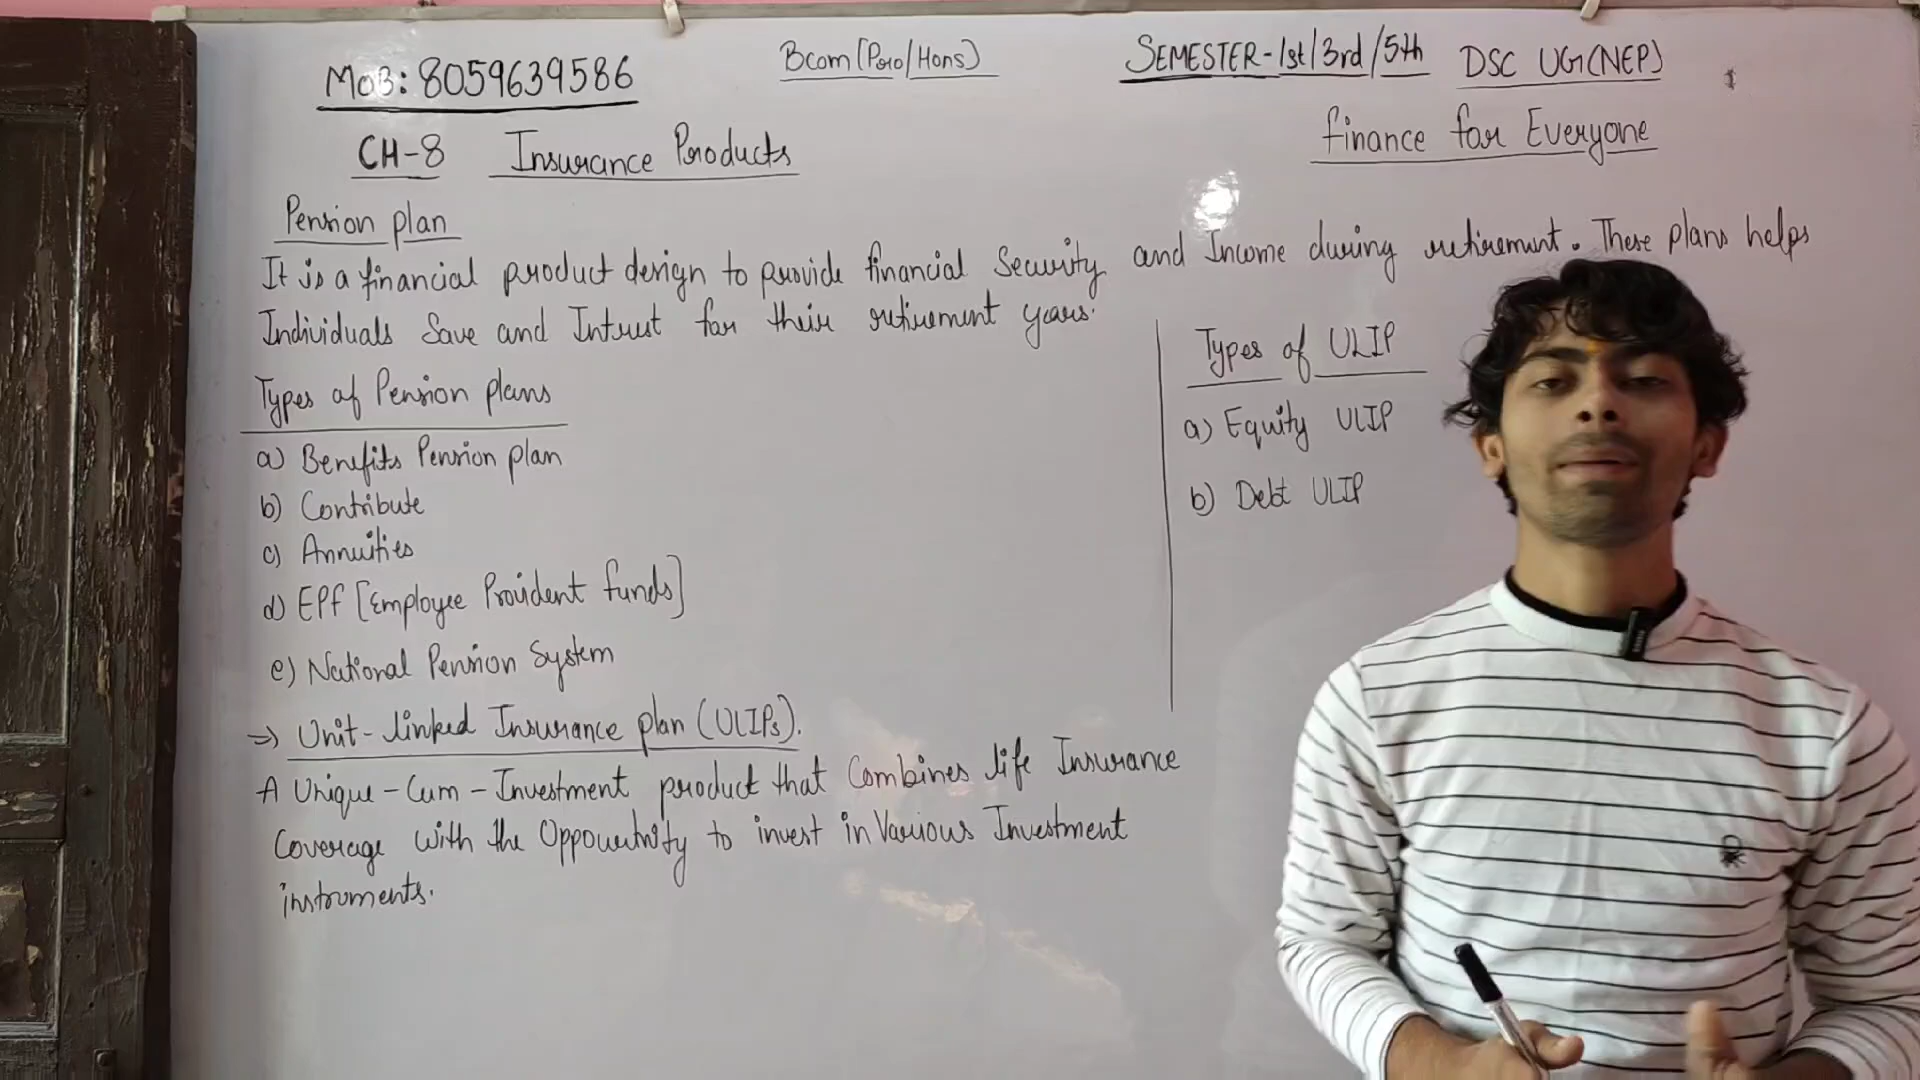 MOB: 8059639586
Bcom (Pro/Hons)
SEMESTER-1st/3rd/5th DSC UG(NEP)
CH-8 Insurance Products
finance for Everyone
Pension plan
It is a financial product design to provide financial Security and Income during retirement. These plans helps
Individuals Save and Intrust for their retirement years.
Types of Pension plans
a) Benefits Pension plan
b) Contribute
c) Annuities
d) EPF [Employee Provident funds]
e) National Pension System
Types of ULIP
a) Equity ULIP
b) Debt ULIP
=> Unit-linked Insurance plan (ULIPs).
A Unique-Cum-Investment product that Combines life Insurance
Coverage with the Oppourtnity to invest in Various Investment
instruments.